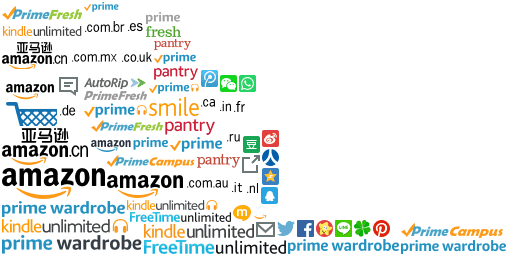 PrimeFresh
prime
kindleunlimited
.com.br
.es
prime
fresh
亚马逊
amazon.cn
.com.mx
.co.uk
pantry
prime
amazon
AutoRip
PrimeFresh
pantry
prime
.de
prime
smile
.ca
.in
.fr
亚马逊
amazon.cn
PrimeFresh
pantry
amazon prime
prime
.ru
豆
PrimeCampus
pantry
amazon
amazon
.com.au
.it
.nl
prime wardrobe
kindleunlimited
FreeTime unlimited
m
kindleunlimited
kindleunlimited
LINE
PrimeCampus
prime wardrobe
FreeTime unlimited
prime wardrobe
prime wardrobe